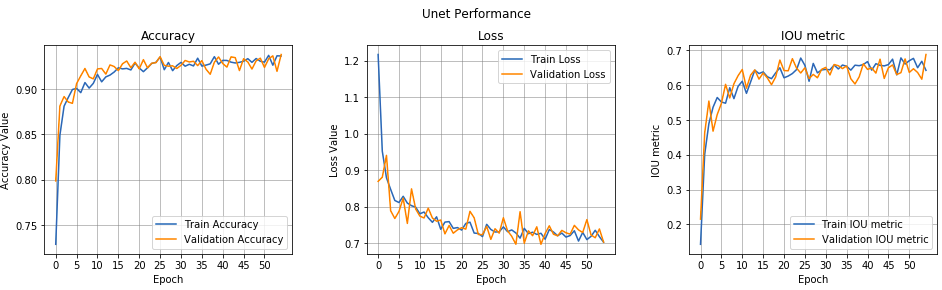 Unet Performance
Accuracy
Accuracy Value
0.90
0.85
0.80
0.75
Train Accuracy
Validation Accuracy
0 5 10 15 20 25 30 35 40 45 50
Epoch
Loss
Loss Value
1.2
1.1
1.0
0.9
0.8
0.7
Train Loss
Validation Loss
0 5 10 15 20 25 30 35 40 45 50
Epoch
IOU metric
IOU metric
0.7
0.6
0.5
0.4
0.3
0.2
Train IOU metric
Validation IOU metric
0 5 10 15 20 25 30 35 40 45 50
Epoch